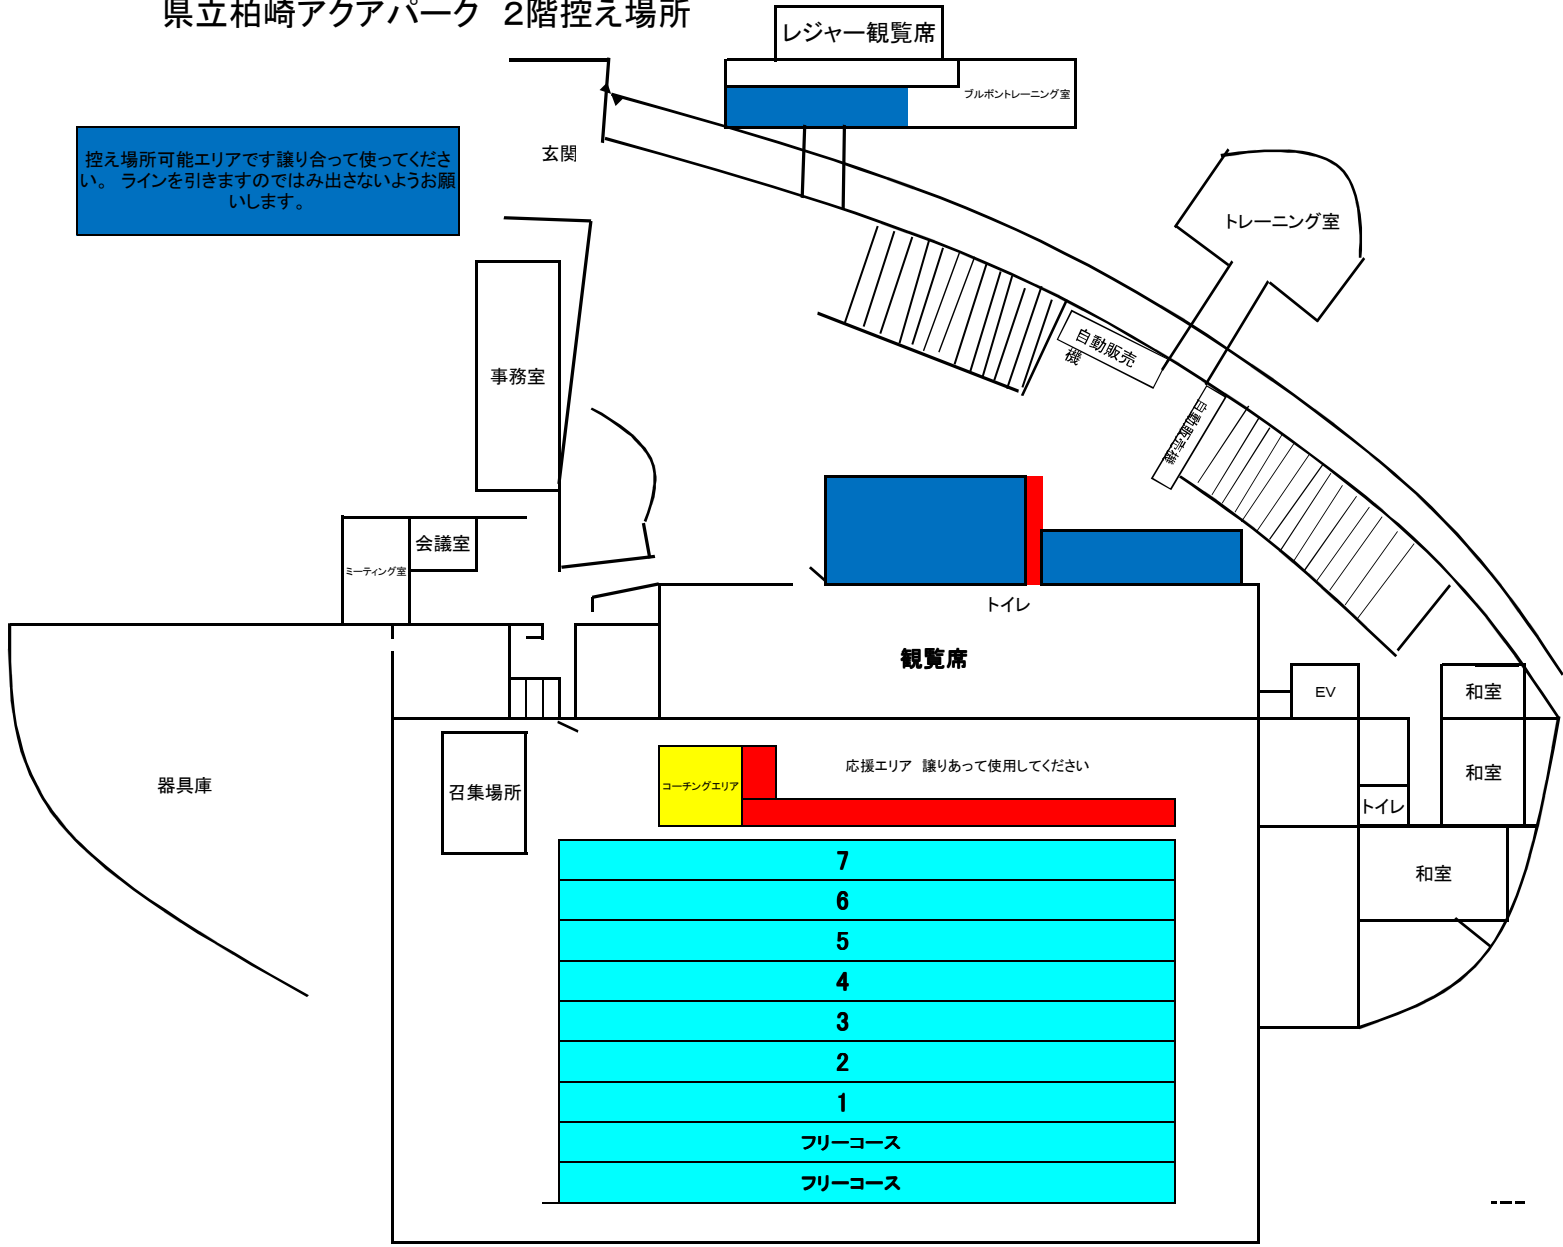 県立柏崎アクアパーク ２階控え場所
レジャー観覧席
ブルボントレーニング室
控え場所可能エリアです譲り合って使ってくださ
い。 ラインを引きますのではみ出さないようお願
いします。
玄関
トレーニング室
自動販売
機
事務室
自動販売機
会議室
ミーティング室
トイレ
観覧席
EV
和室
器具庫
召集場所
コーチングエリア
応援エリア 譲りあって使用してください
和室
トイレ
7
和室
6
5
4
3
2
1
フリーコース
フリーコース